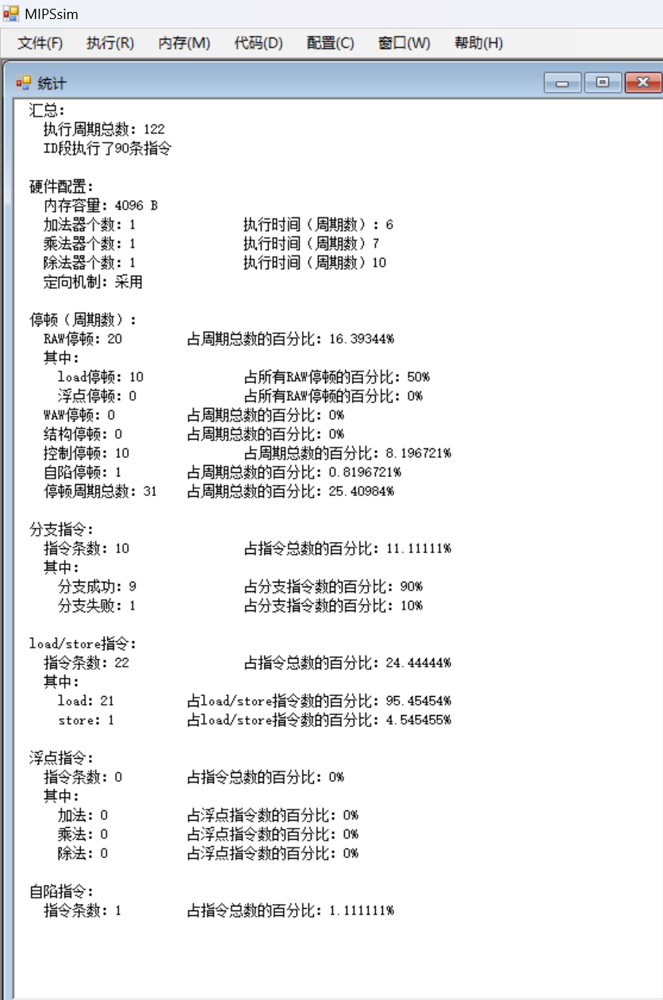 MIPSsim
文件(F) 执行(R) 内存(M) 代码(D) 配置(C) 窗口(W) 帮助(H)
统计
汇总:
执行周期总数: 122
ID段执行了90条指令
硬件配置:
内存容量: 4096 B
加法器个数: 1 执行时间（周期数）: 6
乘法器个数: 1 执行时间（周期数）7
除法器个数: 1 执行时间（周期数）10
定向机制: 采用
停顿（周期数）:
RAW停顿: 20 占周期总数的百分比: 16.39344%
其中:
load停顿: 10 占所有RAW停顿的百分比: 50%
浮点停顿: 0 占所有RAW停顿的百分比: 0%
WAW停顿: 0 占周期总数的百分比: 0%
结构停顿: 0 占周期总数的百分比: 0%
控制停顿: 10 占周期总数的百分比: 8.196721%
自陷停顿: 1 占周期总数的百分比: 0.8196721%
停顿周期总数: 31 占周期总数的百分比: 25.40984%
分支指令:
指令条数: 10 占指令总数的百分比: 11.11111%
其中:
分支成功: 9 占分支指令数的百分比: 90%
分支失败: 1 占分支指令数的百分比: 10%
load/store指令:
指令条数: 22 占指令总数的百分比: 24.44444%
其中:
load: 21 占load/store指令数的百分比: 95.45454%
store: 1 占load/store指令数的百分比: 4.545455%
浮点指令:
指令条数: 0 占指令总数的百分比: 0%
其中:
加法: 0 占浮点指令数的百分比: 0%
乘法: 0 占浮点指令数的百分比: 0%
除法: 0 占浮点指令数的百分比: 0%
自陷指令:
指令条数: 1 占指令总数的百分比: 1.111111%